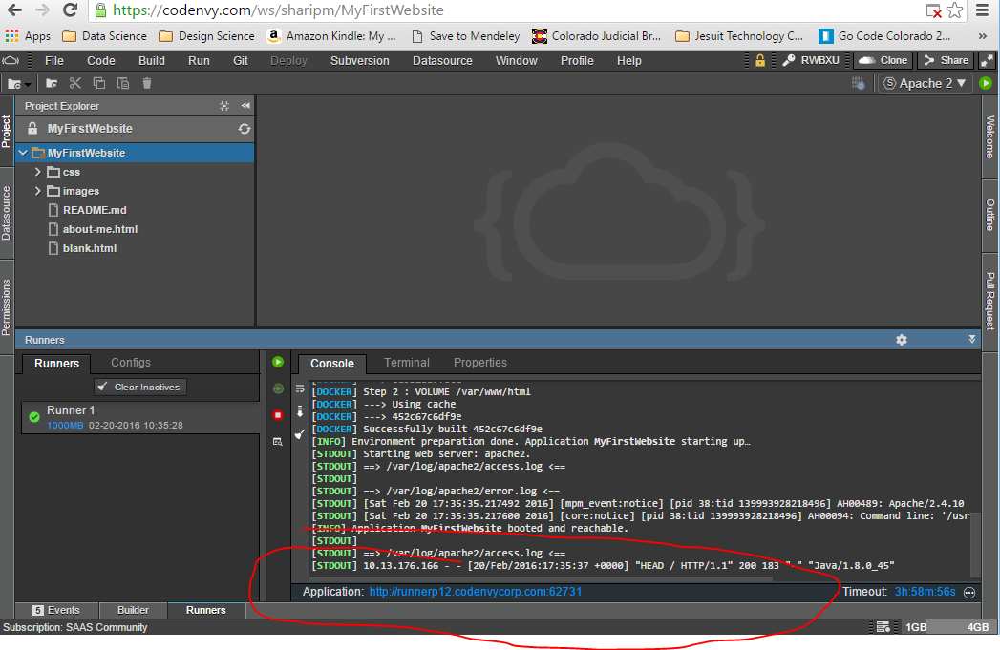 https://codenvy.com/ws/sharipm/MyFirstWebsite
Apps Data Science Design Science Amazon Kindle: My ... Save to Mendeley Colorado Judicial Br... Jesuit Technology C... Go Code Colorado 2... »
File Code Build Run Git Deploy Subversion Datasource Window Profile Help RWBXU Clone Share
Apache 2
Project Explorer
MyFirstWebsite
MyFirstWebsite
css
images
README.md
about-me.html
blank.html
Project
Datasource
Permissions
Welcome
Outline
Pull Request
Runners
Runners Configs
Clear Inactives
Runner 1
1000MB 02-20-2016 10:35:28
Console Terminal Properties
[DOCKER] Step 2 : VOLUME /var/www/html
[DOCKER] ---> Using cache
[DOCKER] ---> 452c67c6df9e
[DOCKER] Successfully built 452c67c6df9e
[INFO] Environment preparation done. Application MyFirstWebsite starting up…
[STDOUT] Starting web server: apache2.
[STDOUT] ==> /var/log/apache2/access.log <==
[STDOUT]
[STDOUT] ==> /var/log/apache2/error.log <==
[STDOUT] [Sat Feb 20 17:35:35.217492 2016] [mpm_event:notice] [pid 38:tid 139993928218496] AH00489: Apache/2.4.10
[STDOUT] [Sat Feb 20 17:35:35.217600 2016] [core:notice] [pid 38:tid 139993928218496] AH00094: Command line: '/usr
[INFO] Application MyFirstWebsite booted and reachable.
[STDOUT]
[STDOUT] ==> /var/log/apache2/access.log <==
[STDOUT] 10.13.176.166 - - [20/Feb/2016:17:35:37 +0000] "HEAD / HTTP/1.1" 200 183 "-" "Java/1.8.0_45"
Application: http://runnerp12.codenvycorp.com:62731 Timeout: 3h:58m:56s
5 Events Builder Runners
Subscription: SAAS Community 1GB 4GB